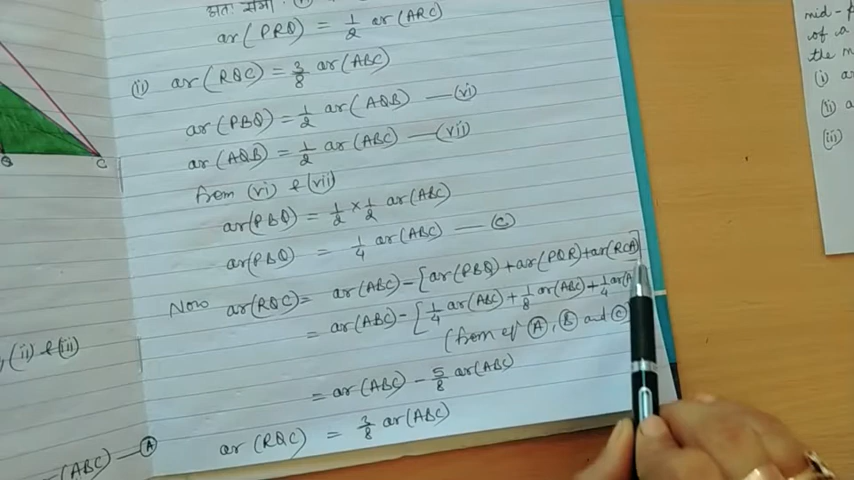 अतः सभी
ar(PRQ) = 1/2 ar(ARC)
(ii) ar(RQC) = 3/8 ar(ABC)
ar(PBQ) = 1/2 ar(AQB) — (vi)
ar(AQB) = 1/2 ar(ABC) — (vii)
from (vi) & (vii)
ar(PBQ) = 1/2 × 1/2 ar(ABC)
ar(PBQ) = 1/4 ar(ABC) — (C)
Now ar(RQC) = ar(ABC) - [ar(PBQ) + ar(PQR) + ar(RCA)]
= ar(ABC) - [1/4 ar(ABC) + 1/8 ar(ABC) + 1/4 ar(A
(from eq (A), (B) and (C)
= ar(ABC) - 5/8 ar(ABC)
ar(RQC) = 3/8 ar(ABC)
Q C
, (ii) & (iii)
(ABC) — (A)
mid-p
of a
the m
(i) ar
(ii) a
(iii)